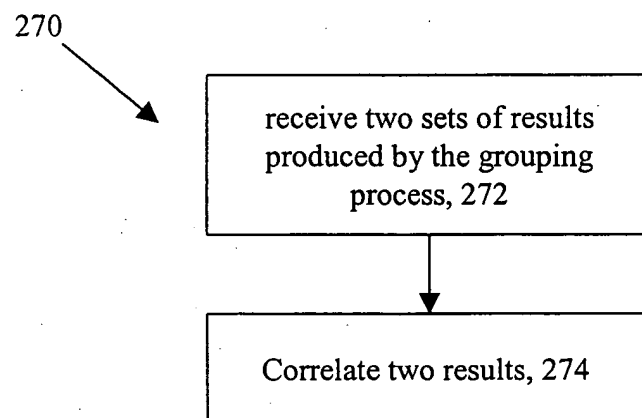 270
receive two sets of results
produced by the grouping
process, 272
Correlate two results, 274